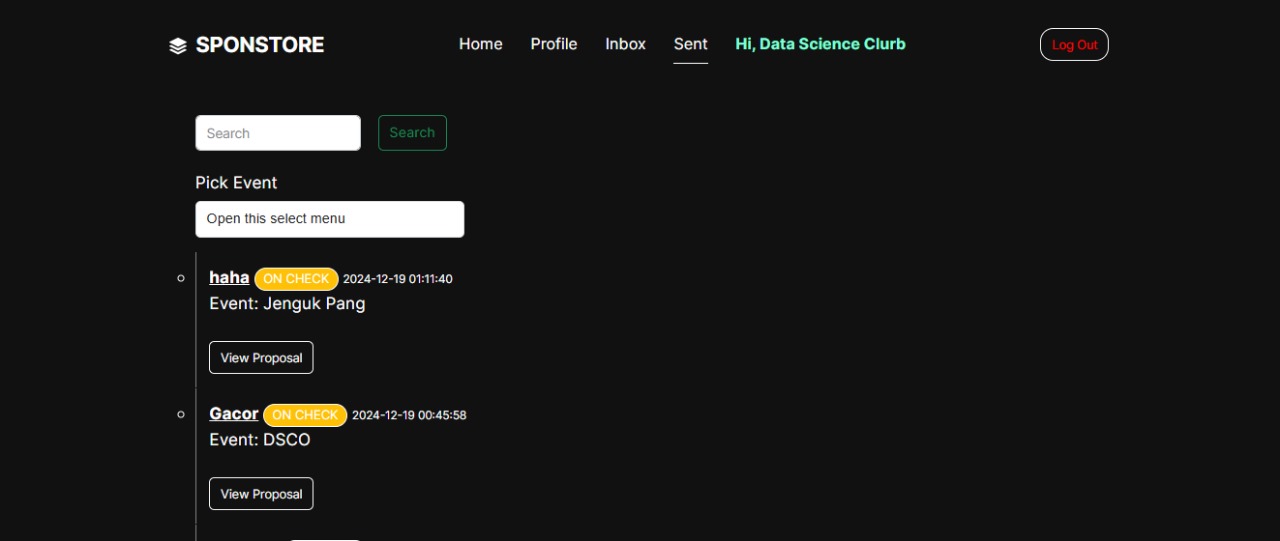 SPONSTORE Home Profile Inbox Sent Hi, Data Science Clurb Log Out
Search Search
Pick Event
Open this select menu
haha ON CHECK 2024-12-19 01:11:40
Event: Jenguk Pang
View Proposal
Gacor ON CHECK 2024-12-19 00:45:58
Event: DSCO
View Proposal